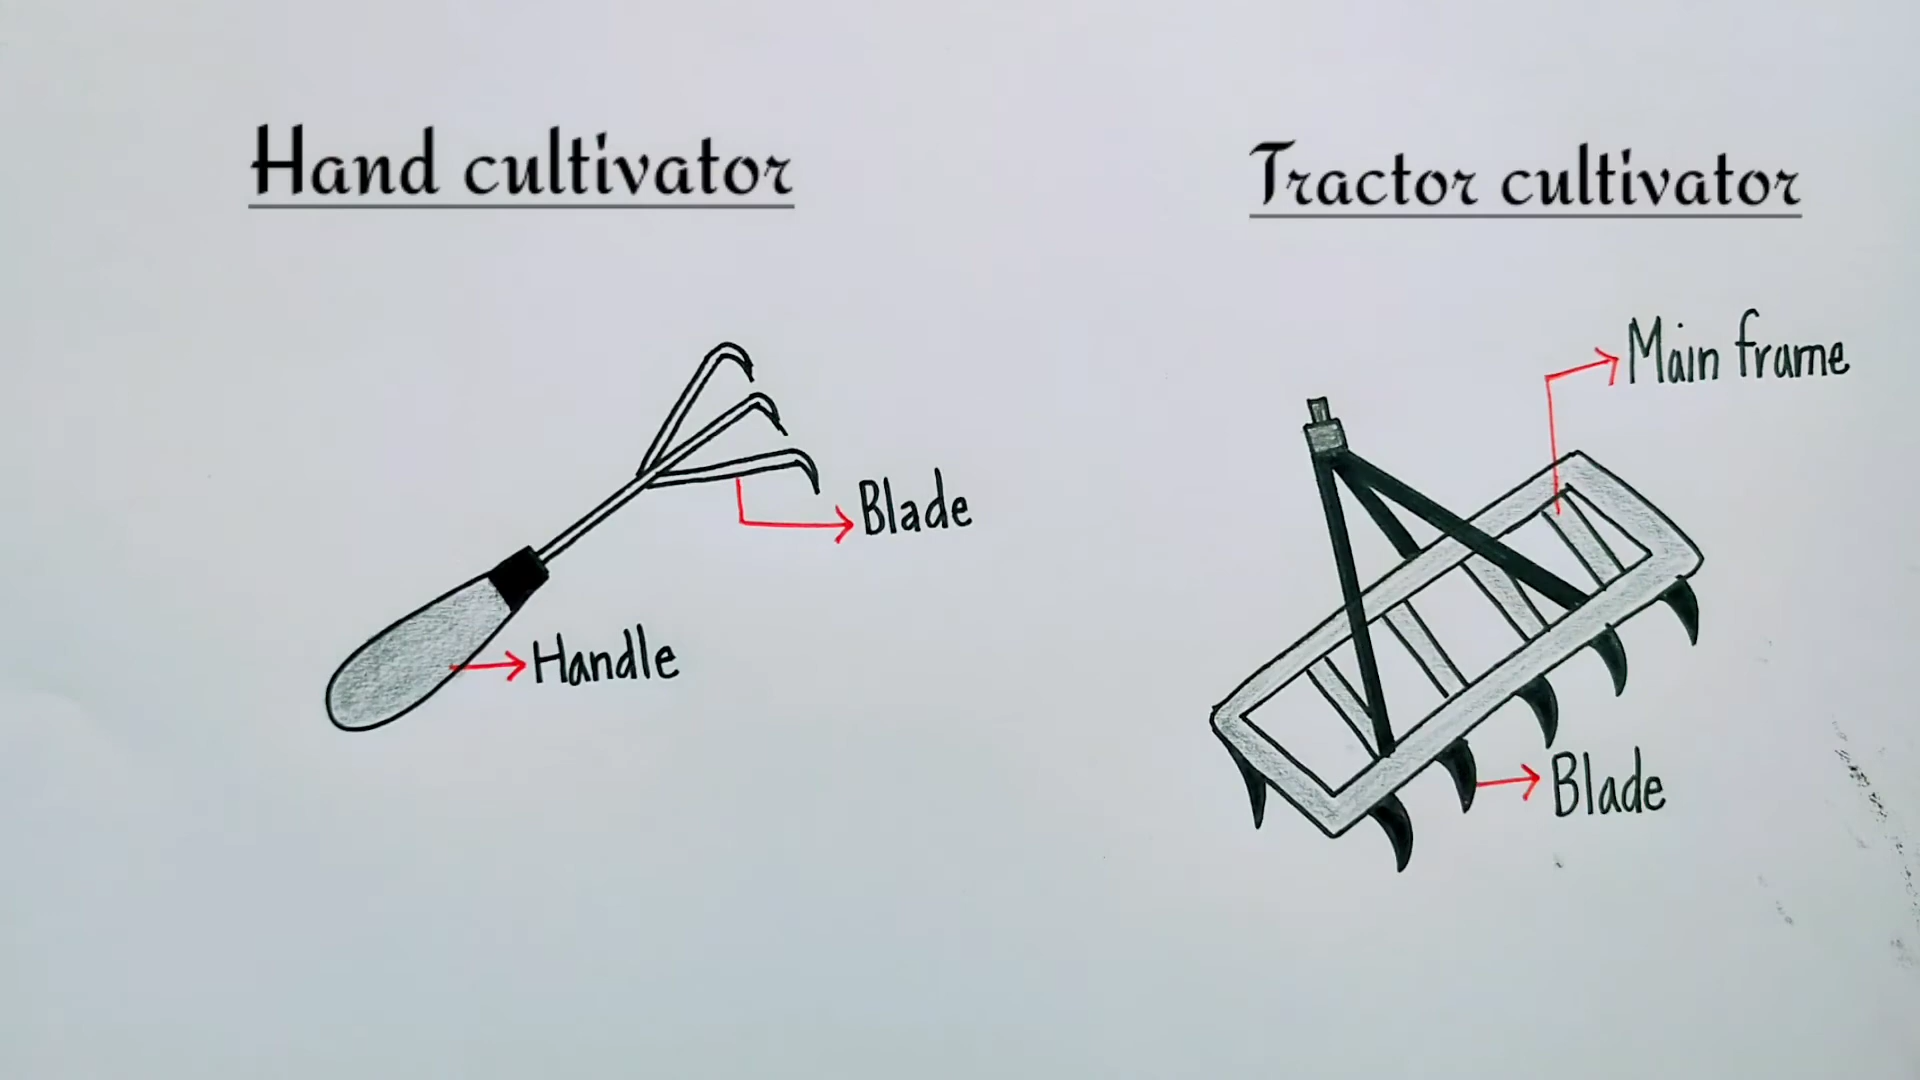 Hand cultivator
Blade
Handle
Tractor cultivator
Main frame
Blade